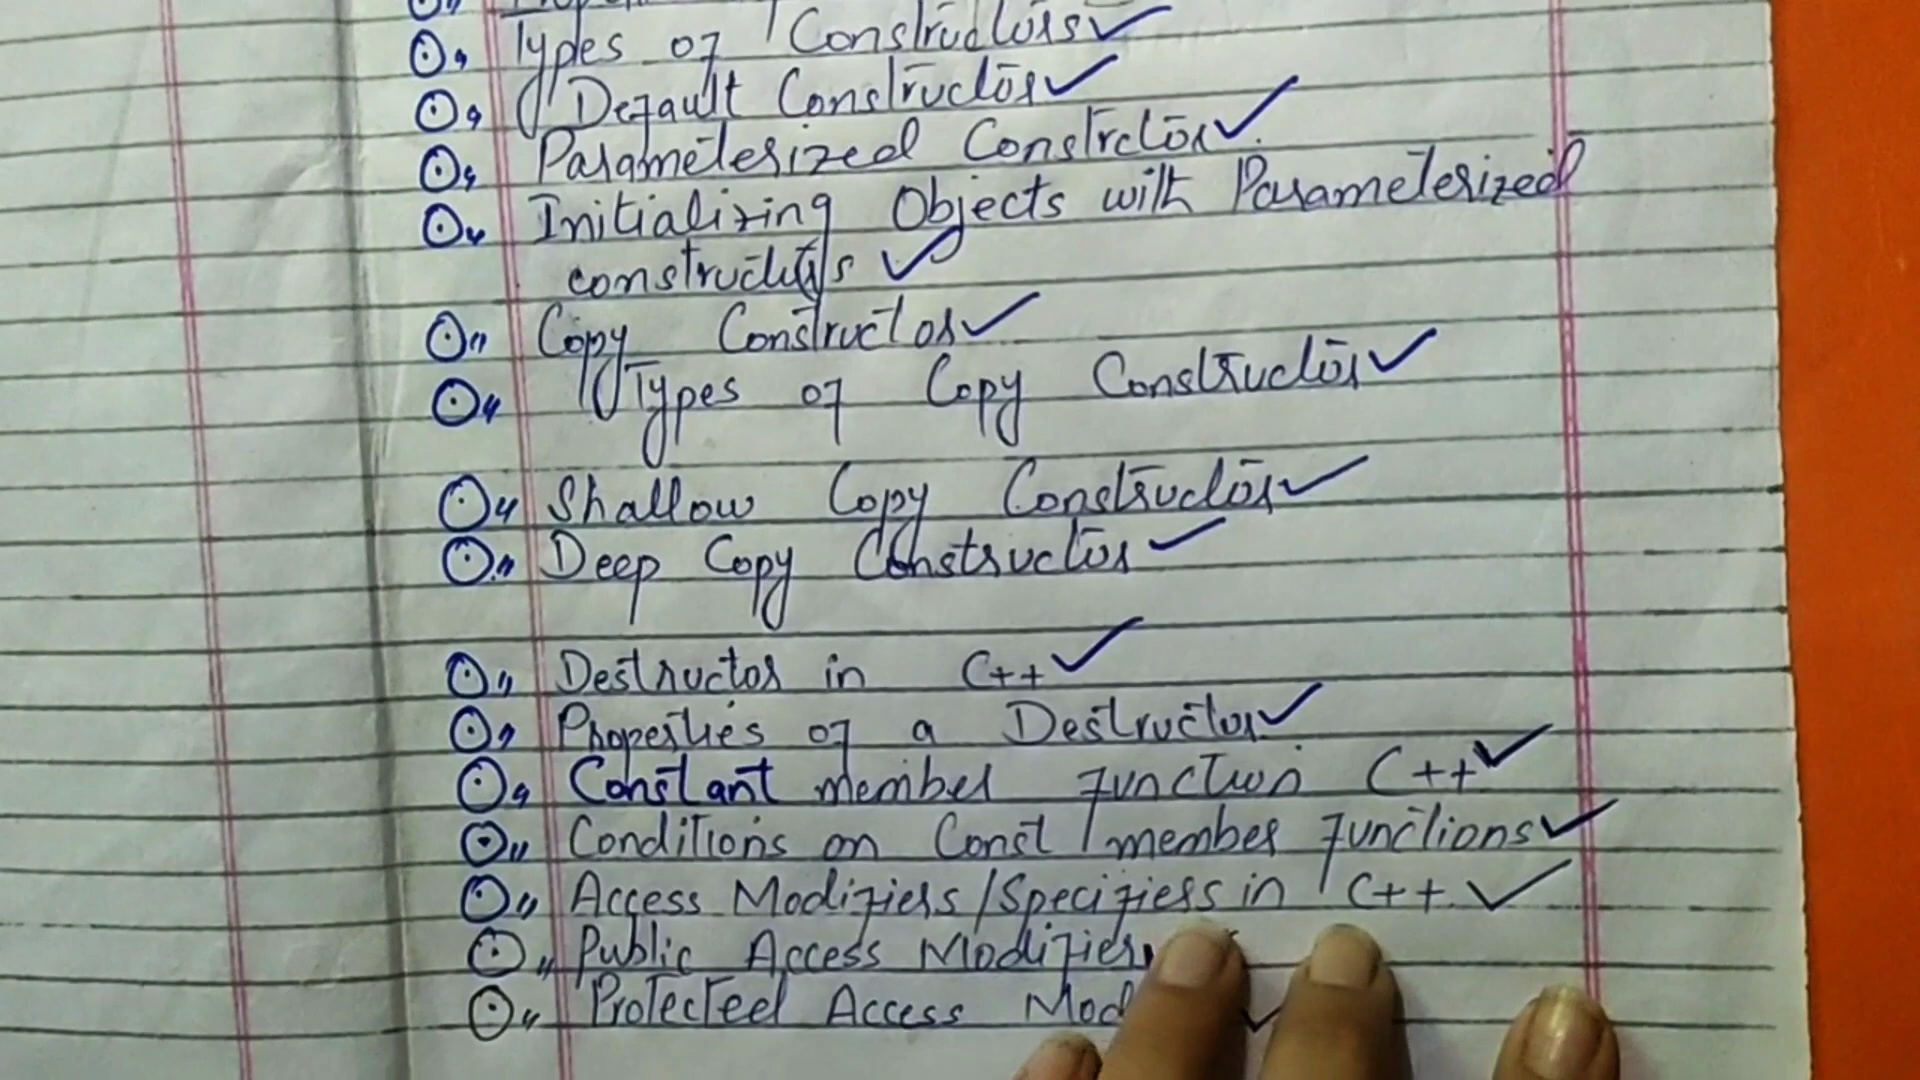 Types of Constructors
Default Constructor
Parameterized Constrctor
Initializing Objects with Parameterized
constructors
Copy Constructor
Types of Copy Constructor
Shallow Copy Constructor
Deep Copy Constructor
Destructor in C++
Properties of a Destructor
Constant member function C++
Conditions on Const member functions
Access Modifiers/Specifiers in C++
Public Access Modifier
Protected Access Mod